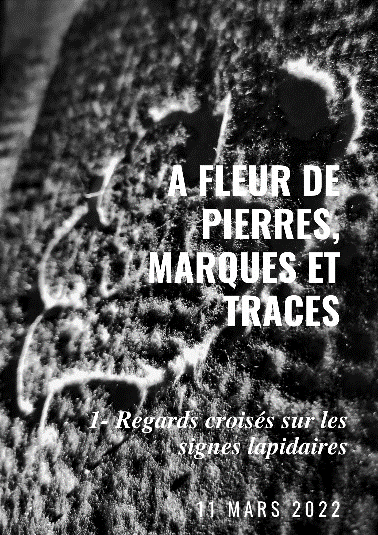 A FLEUR DE
PIERRES,
MARQUES ET
TRACES
1- Regards croisés sur les
signes lapidaires
11 MARS 2022